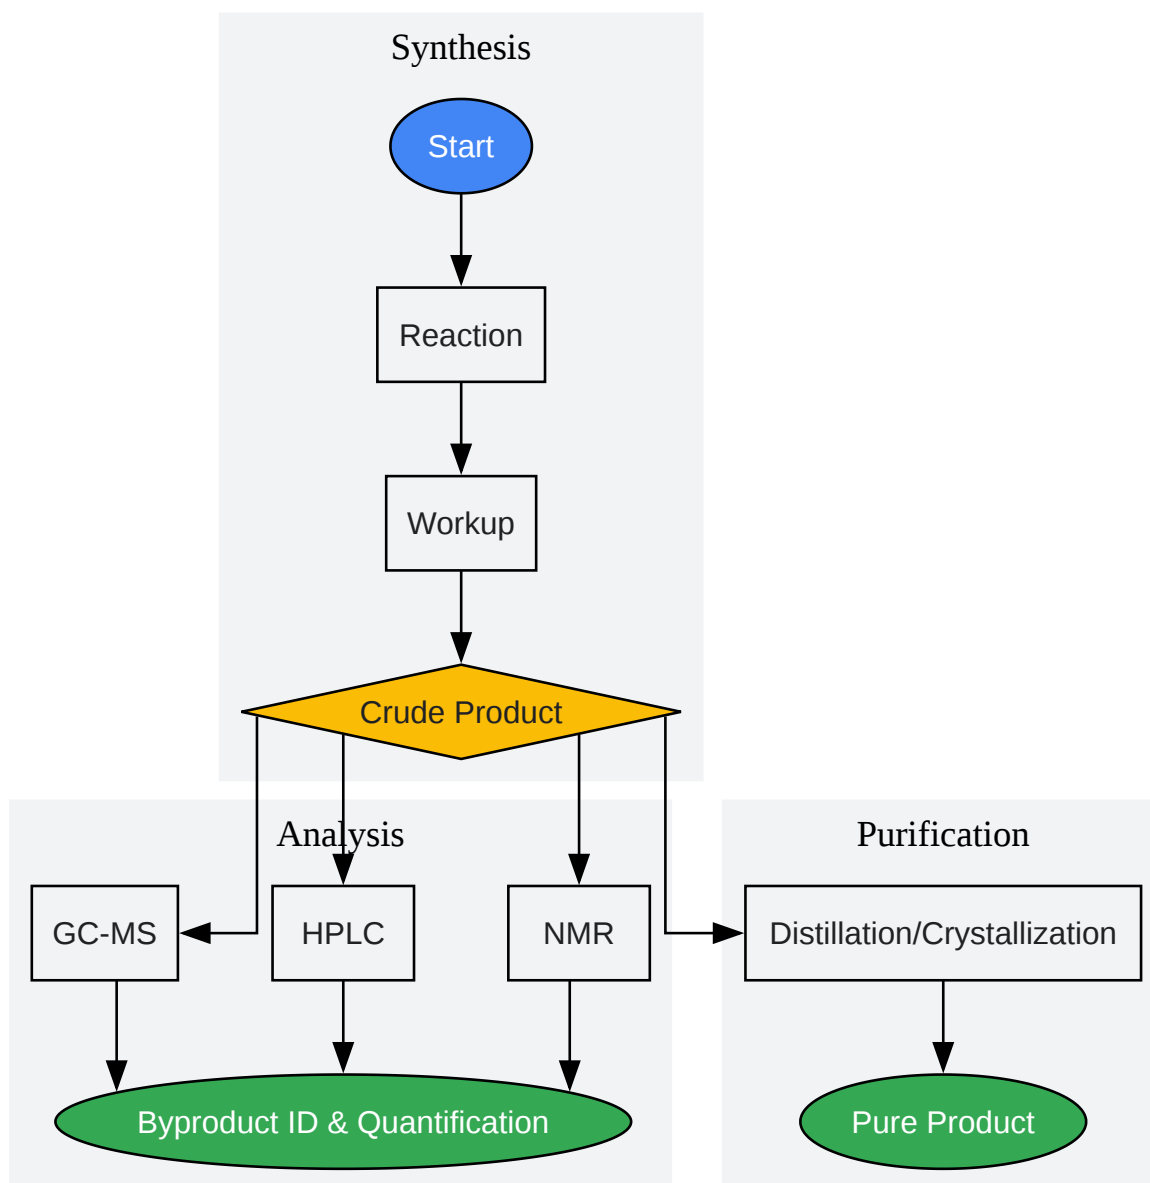 Synthesis
Start
Reaction
Workup
Crude Product
Analysis
Purification
GC-MS
HPLC
NMR
Distillation/Crystallization
Byproduct ID & Quantification
Pure Product